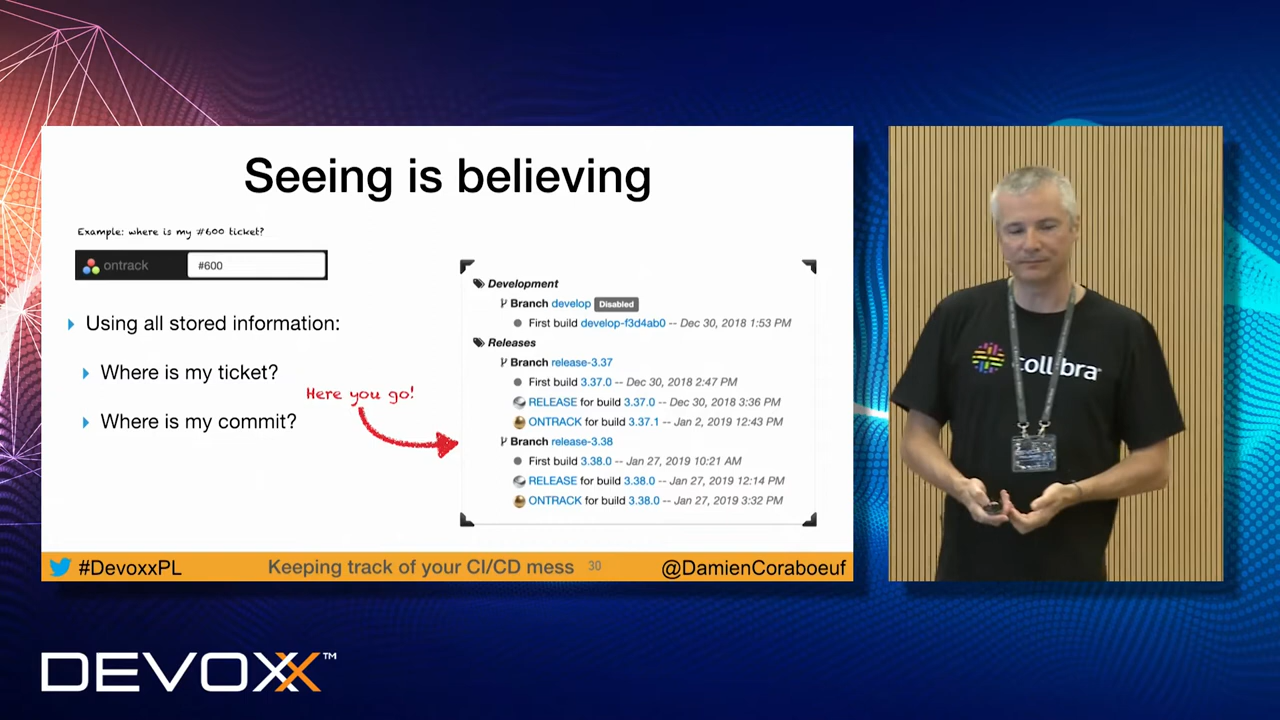 Seeing is believing
Example: where is my #600 ticket?
ontrack
#600
Using all stored information:
Where is my ticket?
Where is my commit?
Here you go!
Development
Branch develop Disabled
First build develop-f3d4ab0 -- Dec 30, 2018 1:53 PM
Releases
Branch release-3.37
First build 3.37.0 -- Dec 30, 2018 2:47 PM
RELEASE for build 3.37.0 -- Dec 30, 2018 3:36 PM
ONTRACK for build 3.37.1 -- Jan 2, 2019 12:43 PM
Branch release-3.38
First build 3.38.0 -- Jan 27, 2019 10:21 AM
RELEASE for build 3.38.0 -- Jan 27, 2019 12:14 PM
ONTRACK for build 3.38.0 -- Jan 27, 2019 3:32 PM
#DevoxxPL
Keeping track of your CI/CD mess
30
@DamienCoraboeuf
collibra
DEVOXX™